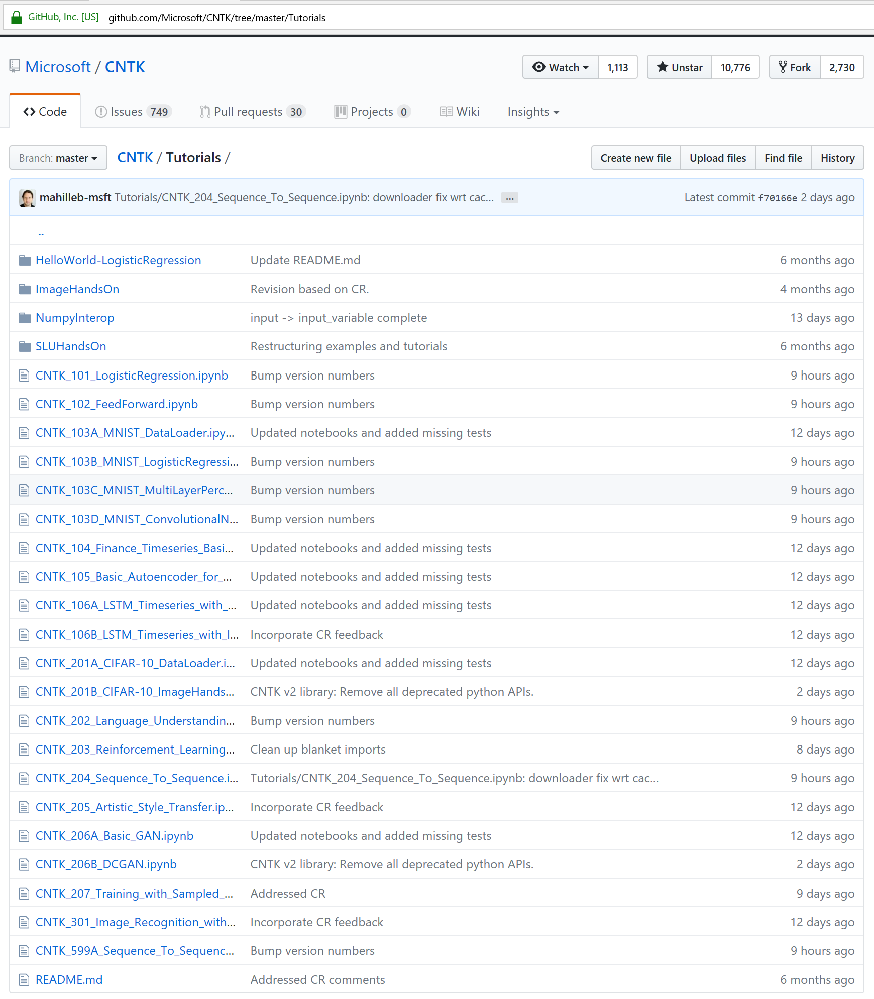 GitHub, Inc. [US] github.com/Microsoft/CNTK/tree/master/Tutorials
Microsoft / CNTK Watch 1,113 Unstar 10,776 Fork 2,730
Code Issues 749 Pull requests 30 Projects 0 Wiki Insights
Branch: master CNTK / Tutorials / Create new file Upload files Find file History
mahilleb-msft Tutorials/CNTK_204_Sequence_To_Sequence.ipynb: downloader fix wrt cac... ... Latest commit f70166e 2 days ago
..
HelloWorld-LogisticRegression Update README.md 6 months ago
ImageHandsOn Revision based on CR. 4 months ago
NumpyInterop input -> input_variable complete 13 days ago
SLUHandsOn Restructuring examples and tutorials 6 months ago
CNTK_101_LogisticRegression.ipynb Bump version numbers 9 hours ago
CNTK_102_FeedForward.ipynb Bump version numbers 9 hours ago
CNTK_103A_MNIST_DataLoader.ipy... Updated notebooks and added missing tests 12 days ago
CNTK_103B_MNIST_LogisticRegressi... Bump version numbers 9 hours ago
CNTK_103C_MNIST_MultiLayerPerc... Bump version numbers 9 hours ago
CNTK_103D_MNIST_ConvolutionalN... Bump version numbers 9 hours ago
CNTK_104_Finance_Timeseries_Basi... Updated notebooks and added missing tests 12 days ago
CNTK_105_Basic_Autoencoder_for_... Updated notebooks and added missing tests 12 days ago
CNTK_106A_LSTM_Timeseries_with_... Updated notebooks and added missing tests 12 days ago
CNTK_106B_LSTM_Timeseries_with_I... Incorporate CR feedback 12 days ago
CNTK_201A_CIFAR-10_DataLoader.i... Updated notebooks and added missing tests 12 days ago
CNTK_201B_CIFAR-10_ImageHands... CNTK v2 library: Remove all deprecated python APIs. 2 days ago
CNTK_202_Language_Understandin... Bump version numbers 9 hours ago
CNTK_203_Reinforcement_Learning... Clean up blanket imports 8 days ago
CNTK_204_Sequence_To_Sequence.i... Tutorials/CNTK_204_Sequence_To_Sequence.ipynb: downloader fix wrt cac... 9 hours ago
CNTK_205_Artistic_Style_Transfer.ip... Incorporate CR feedback 12 days ago
CNTK_206A_Basic_GAN.ipynb Updated notebooks and added missing tests 12 days ago
CNTK_206B_DCGAN.ipynb CNTK v2 library: Remove all deprecated python APIs. 2 days ago
CNTK_207_Training_with_Sampled_... Addressed CR 9 days ago
CNTK_301_Image_Recognition_with... Incorporate CR feedback 12 days ago
CNTK_599A_Sequence_To_Sequenc... Bump version numbers 9 hours ago
README.md Addressed CR comments 6 months ago